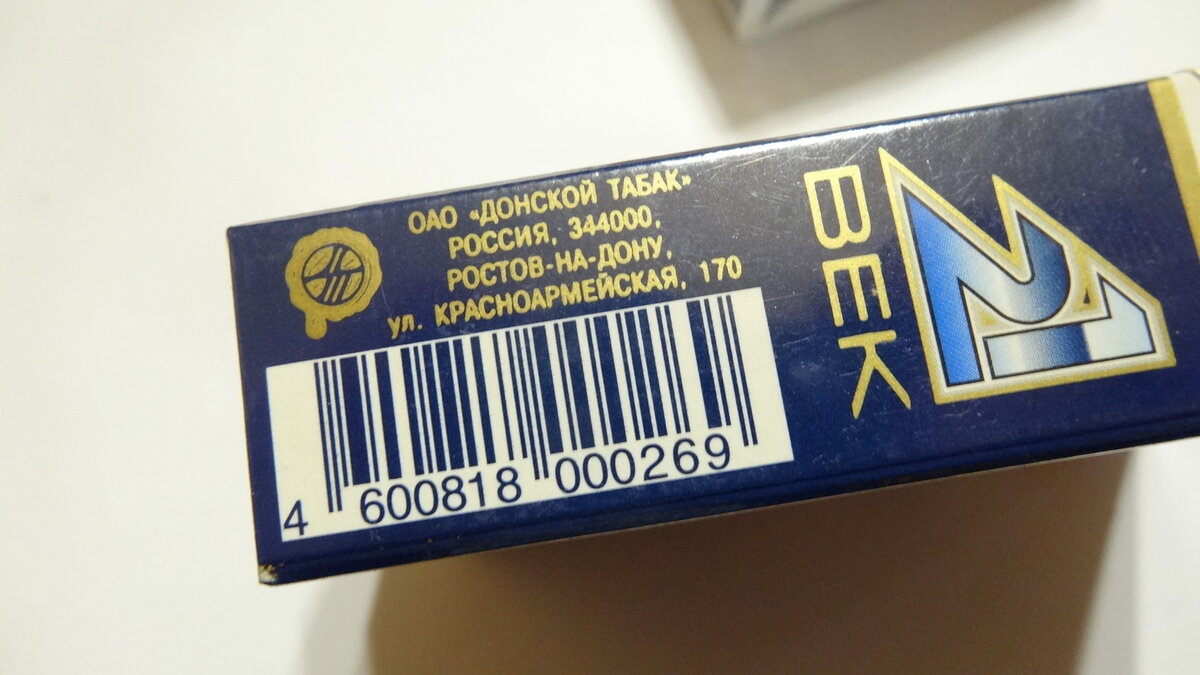 ОАО «ДОНСКОЙ ТАБАК»
РОССИЯ, 344000,
РОСТОВ-НА-ДОНУ,
ул. КРАСНОАРМЕЙСКАЯ, 170
4 600818 000269
21
ВЕК